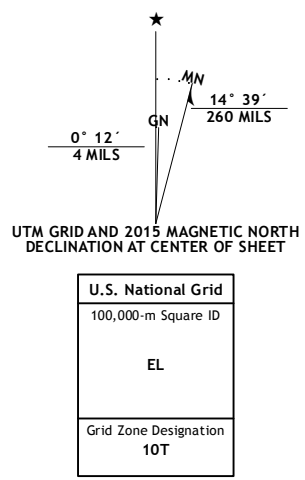 ★
MN
GN
14° 39´
260 MILS
0° 12´
4 MILS
UTM GRID AND 2015 MAGNETIC NORTH
DECLINATION AT CENTER OF SHEET
U.S. National Grid
100,000-m Square ID
EL
Grid Zone Designation
10T